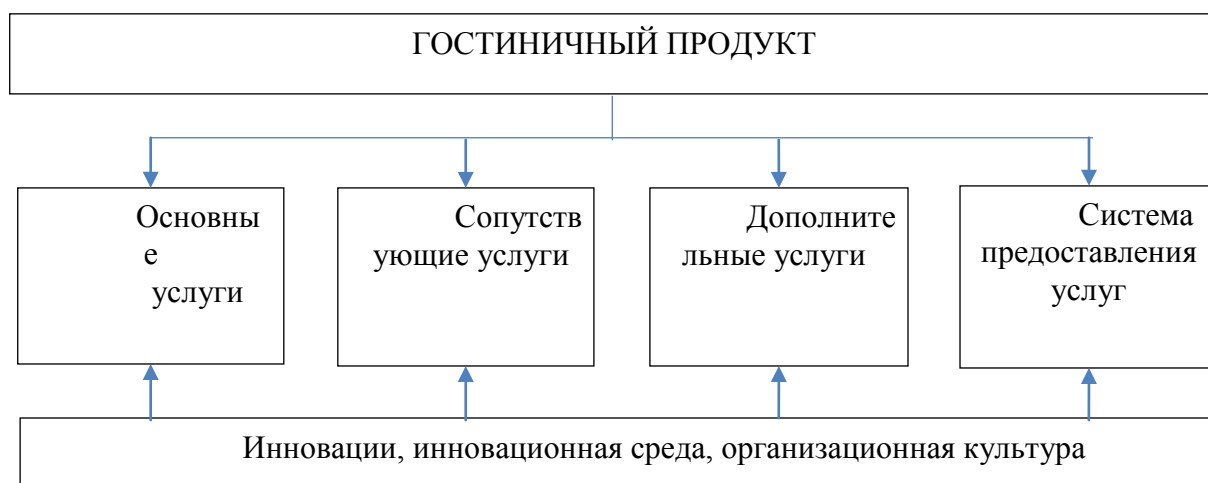 ГОСТИНИЧНЫЙ ПРОДУКТ
Основны
е
услуги
Сопутств
ующие услуги
Дополните
льные услуги
Система
предоставления
услуг
Инновации, инновационная среда, организационная культура